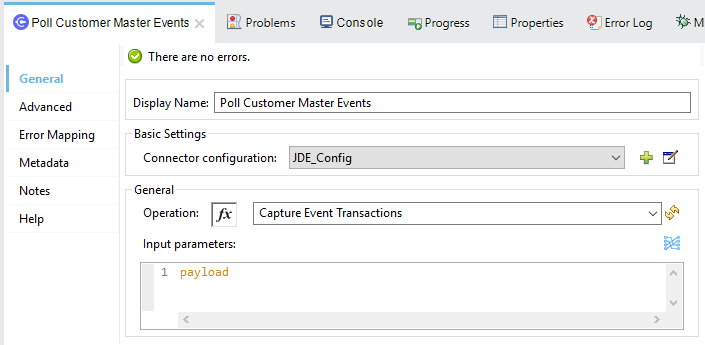 Poll Customer Master Events
Problems
Console
Progress
Properties
Error Log
M
There are no errors.
General
Advanced
Error Mapping
Metadata
Notes
Help
Display Name: Poll Customer Master Events
Basic Settings
Connector configuration: JDE_Config
General
Operation: fx Capture Event Transactions
Input parameters:
1 payload